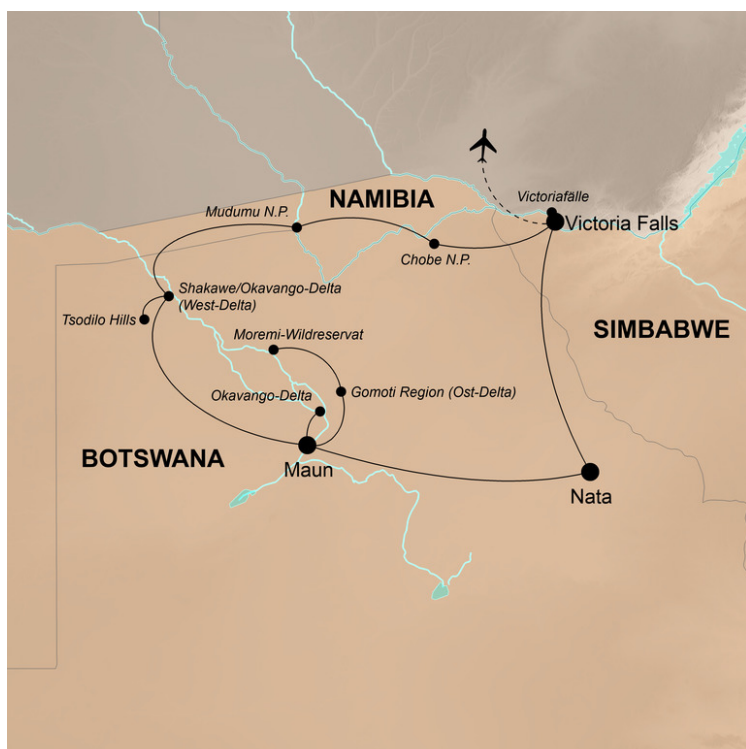 Victoriafälle
NAMIBIA
Mudumu N.P.
Victoria Falls
Chobe N.P.
Shakawe/Okavango-Delta
(West-Delta)
Tsodilo Hills
SIMBABWE
Moremi-Wildreservat
Okavango-Delta
Gomoti Region (Ost-Delta)
BOTSWANA
Maun
Nata